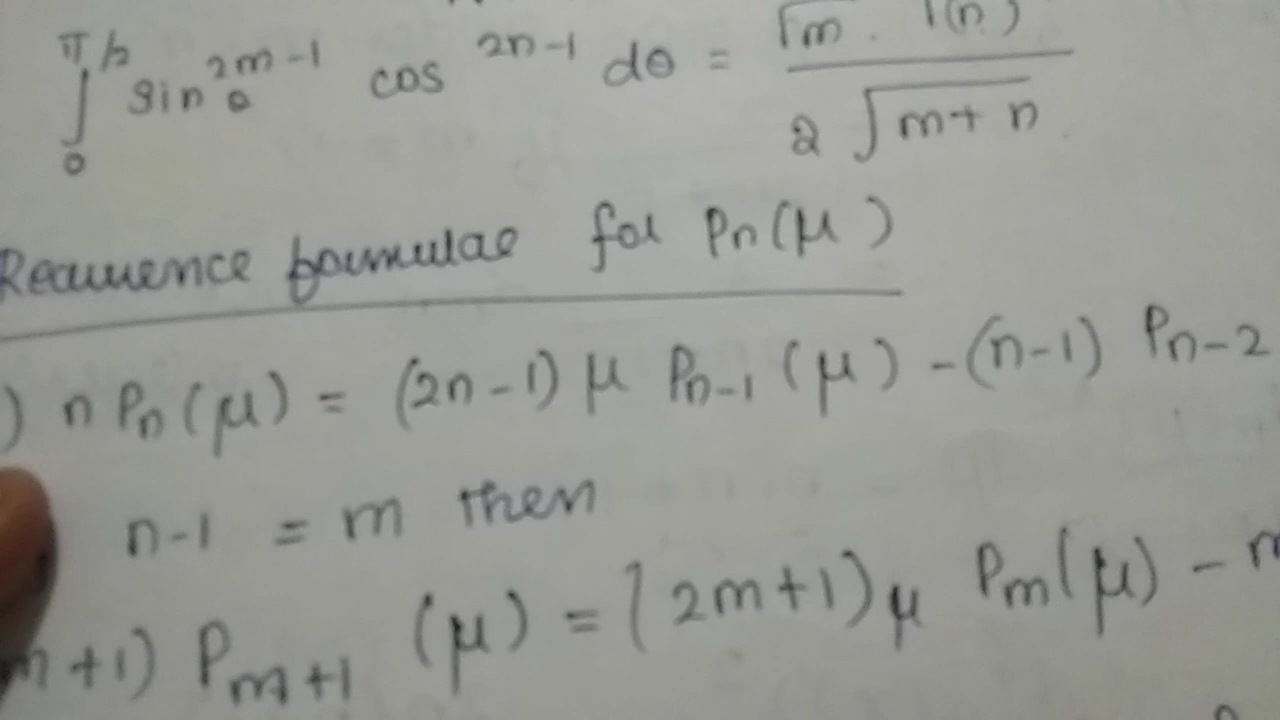 π/2
∫ sin^{2m-1} θ cos^{2n-1} dθ = √m . Γ(n) / 2 √m+n
0
Recurrence formulae for Pn(μ)
) n Pn(μ) = (2n-1) μ Pn-1 (μ) - (n-1) Pn-2
n-1 = m then
m+1) Pm+1 (μ) = (2m+1) μ Pm(μ) - m